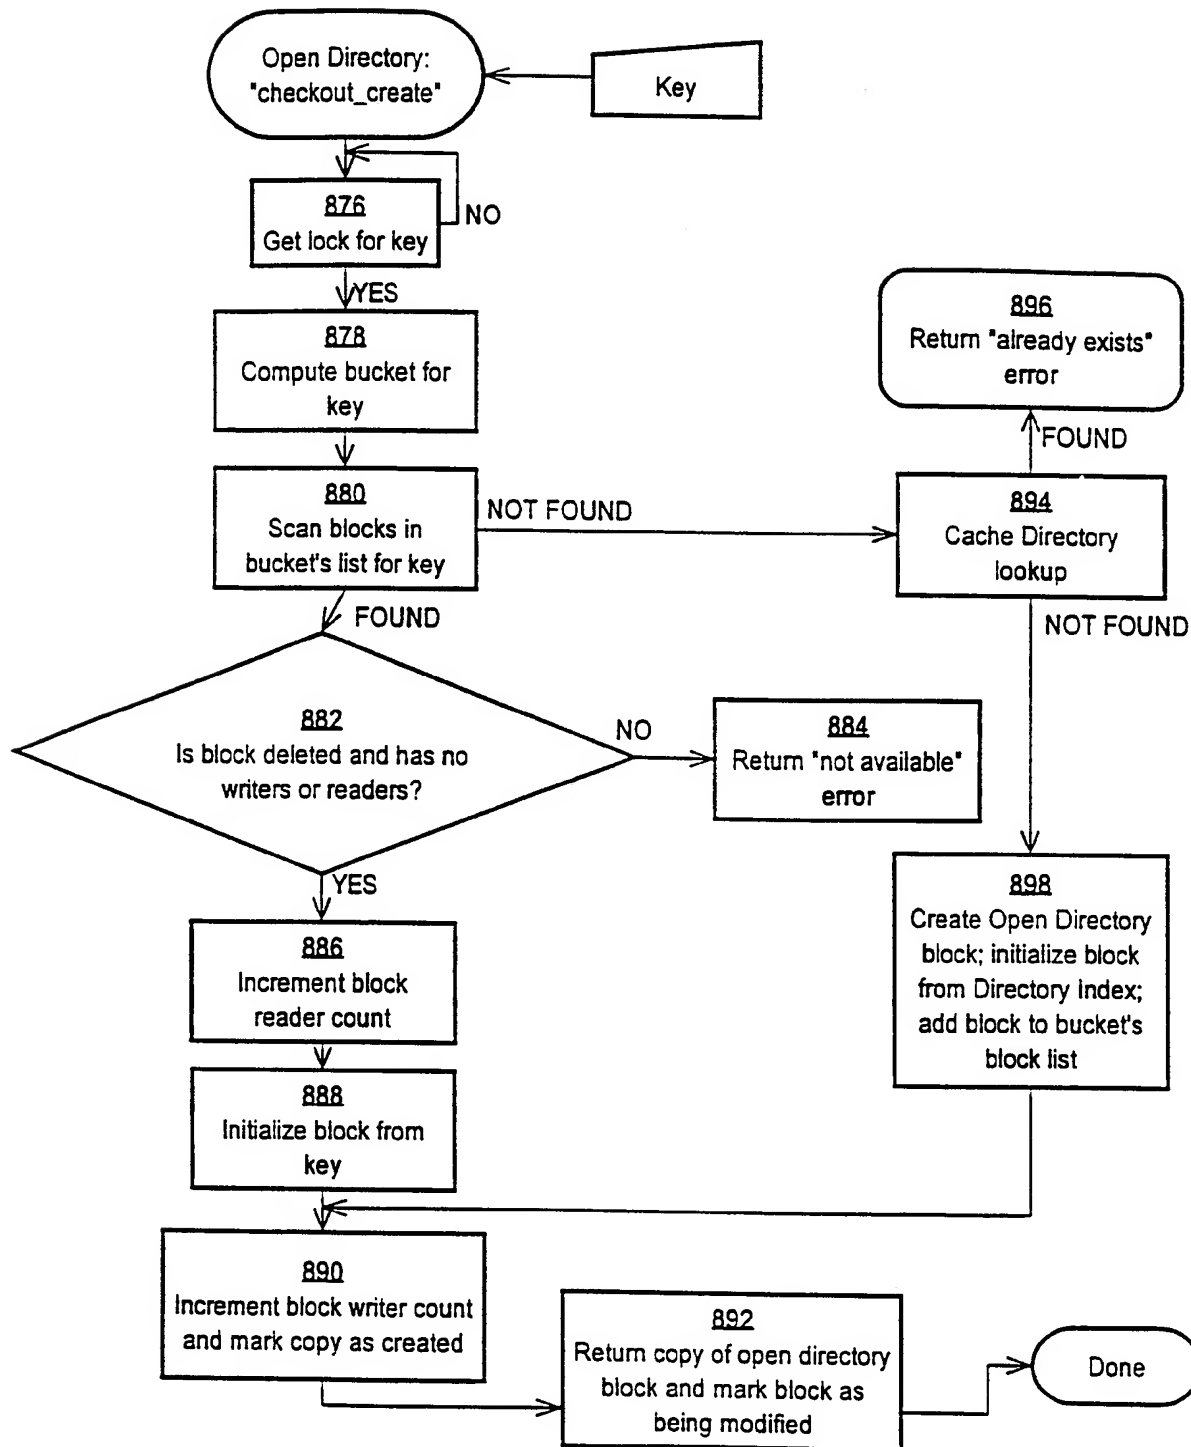 Open Directory:
"checkout_create"
Key
876
Get lock for key
NO
YES
878
Compute bucket for
key
880
Scan blocks in
bucket's list for key
NOT FOUND
FOUND
896
Return "already exists"
error
FOUND
894
Cache Directory
lookup
NOT FOUND
882
Is block deleted and has no
writers or readers?
NO
884
Return "not available"
error
YES
886
Increment block
reader count
888
Initialize block from
key
898
Create Open Directory
block; initialize block
from Directory Index;
add block to bucket's
block list
890
Increment block writer count
and mark copy as created
892
Return copy of open directory
block and mark block as
being modified
Done